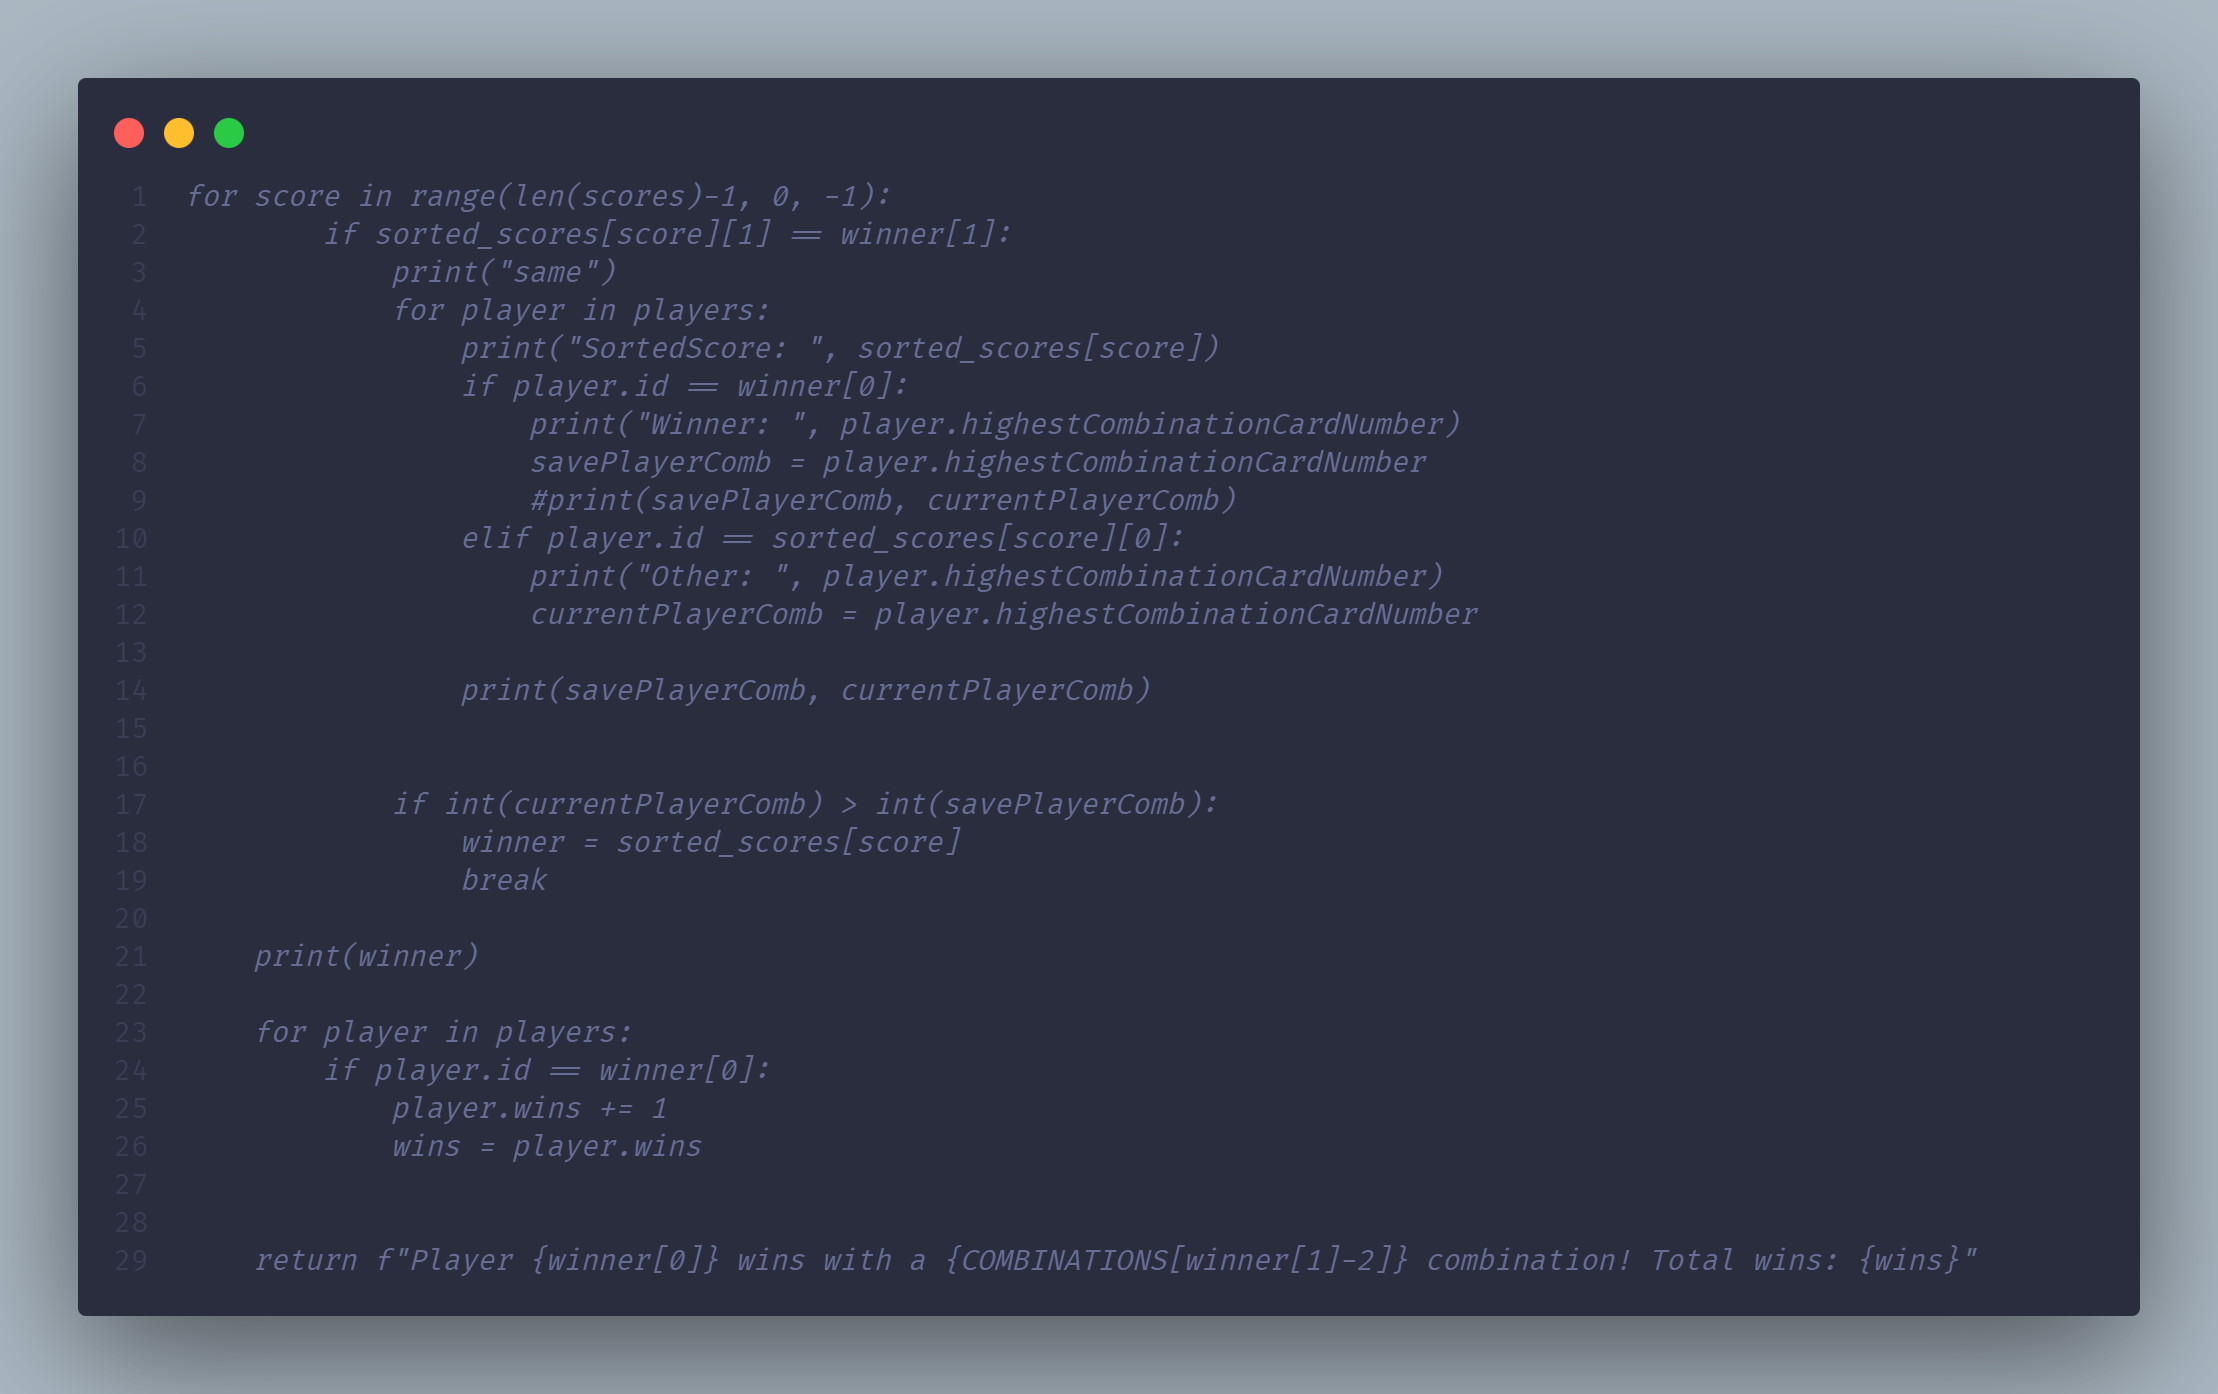 1 for score in range(len(scores)-1, 0, -1):
2         if sorted_scores[score][1] == winner[1]:
3             print("same")
4             for player in players:
5                 print("SortedScore: ", sorted_scores[score])
6                 if player.id == winner[0]:
7                     print("Winner: ", player.highestCombinationCardNumber)
8                     savePlayerComb = player.highestCombinationCardNumber
9                     #print(savePlayerComb, currentPlayerComb)
10                 elif player.id == sorted_scores[score][0]:
11                     print("Other: ", player.highestCombinationCardNumber)
12                     currentPlayerComb = player.highestCombinationCardNumber
13
14                 print(savePlayerComb, currentPlayerComb)
15
16
17             if int(currentPlayerComb) > int(savePlayerComb):
18                 winner = sorted_scores[score]
19                 break
20
21     print(winner)
22
23     for player in players:
24         if player.id == winner[0]:
25             player.wins += 1
26             wins = player.wins
27
28
29     return f"Player {winner[0]} wins with a {COMBINATIONS[winner[1]-2]} combination! Total wins: {wins}"